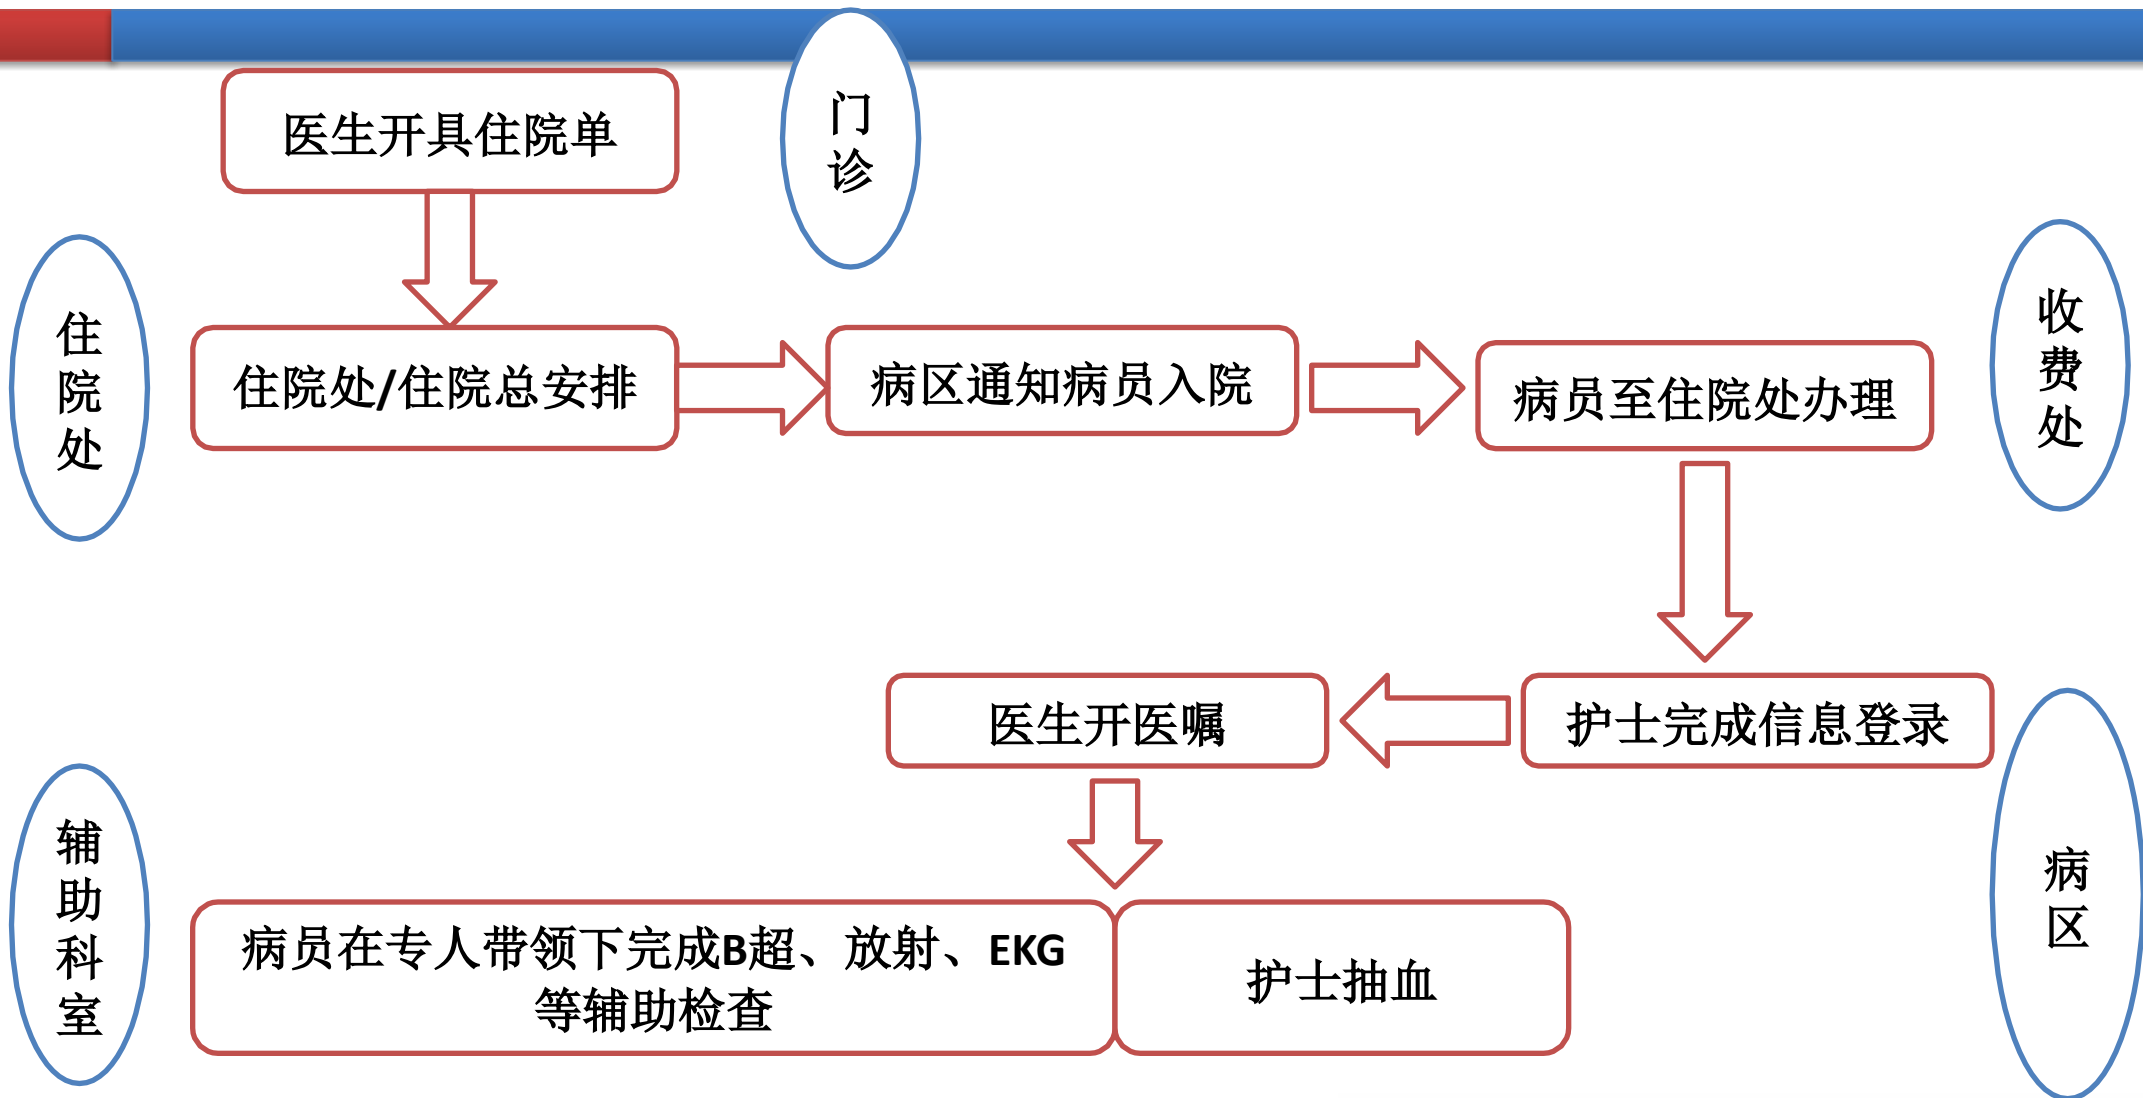 医生开具住院单
门
诊
住
院
处
住院处/住院总安排
病区通知病员入院
病员至住院处办理
收
费
处
医生开医嘱
护士完成信息登录
辅
助
科
室
病员在专人带领下完成B超、放射、EKG
等辅助检查
护士抽血
病
区